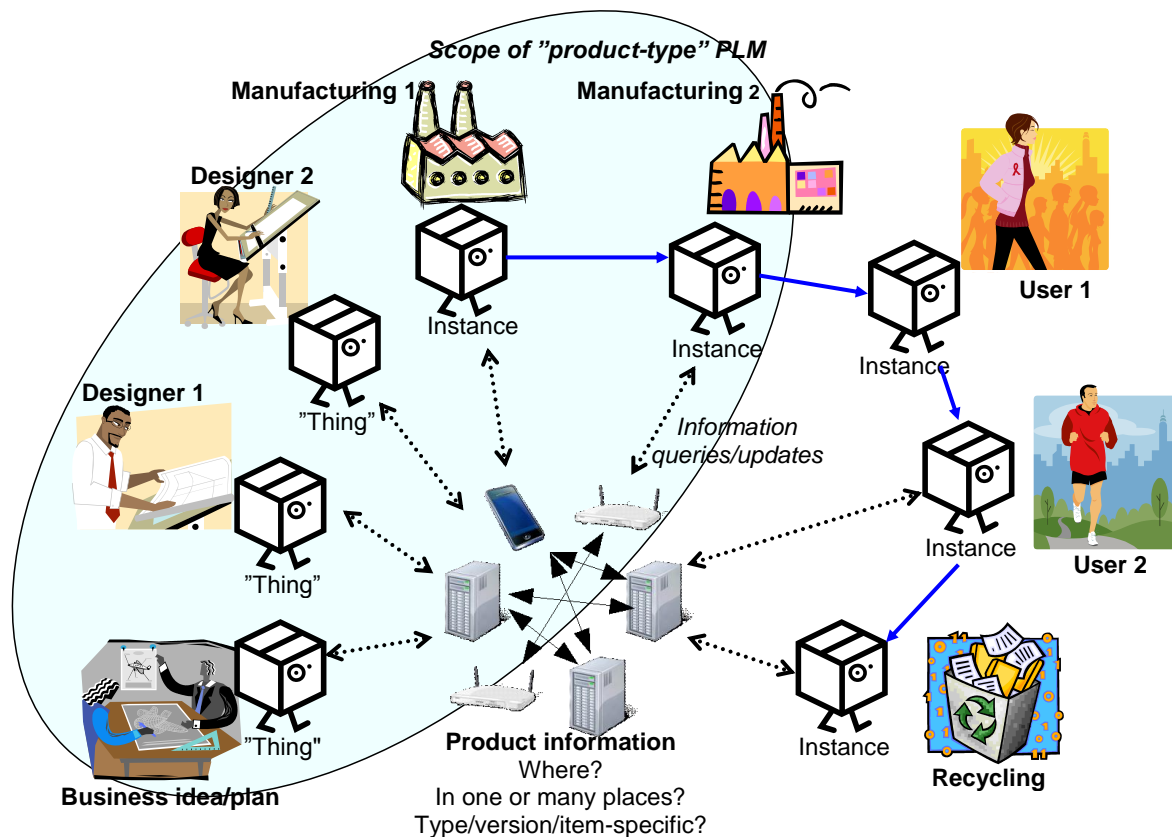 Scope of ”product-type” PLM
Manufacturing 1
Manufacturing 2
Designer 2
Instance
Instance
User 1
Instance
”Thing”
Designer 1
Information
queries/updates
”Thing”
Instance
User 2
”Thing"
Business idea/plan
Product information
Where?
In one or many places?
Type/version/item-specific?
Instance
Recycling